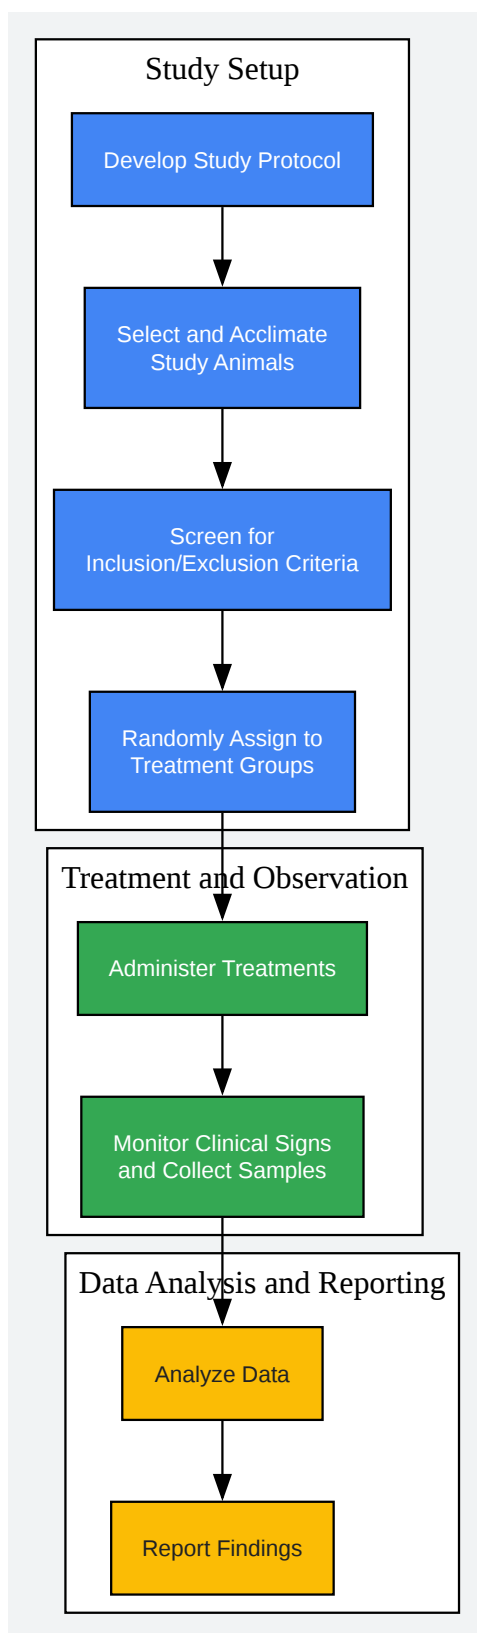 Study Setup
Develop Study Protocol
Select and Acclimate
Study Animals
Screen for
Inclusion/Exclusion Criteria
Randomly Assign to
Treatment Groups
Treatment and Observation
Administer Treatments
Monitor Clinical Signs
and Collect Samples
Data Analysis and Reporting
Analyze Data
Report Findings